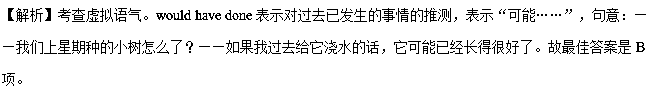 【解析】考查虚拟语气。would have done 表示对过去已发生的事情的推测，表示“可能……”，句意：—
—我们上星期种的小树怎么了？——如果我过去给它浇水的话，它可能已经长得很好了。故最佳答案是 B
项。